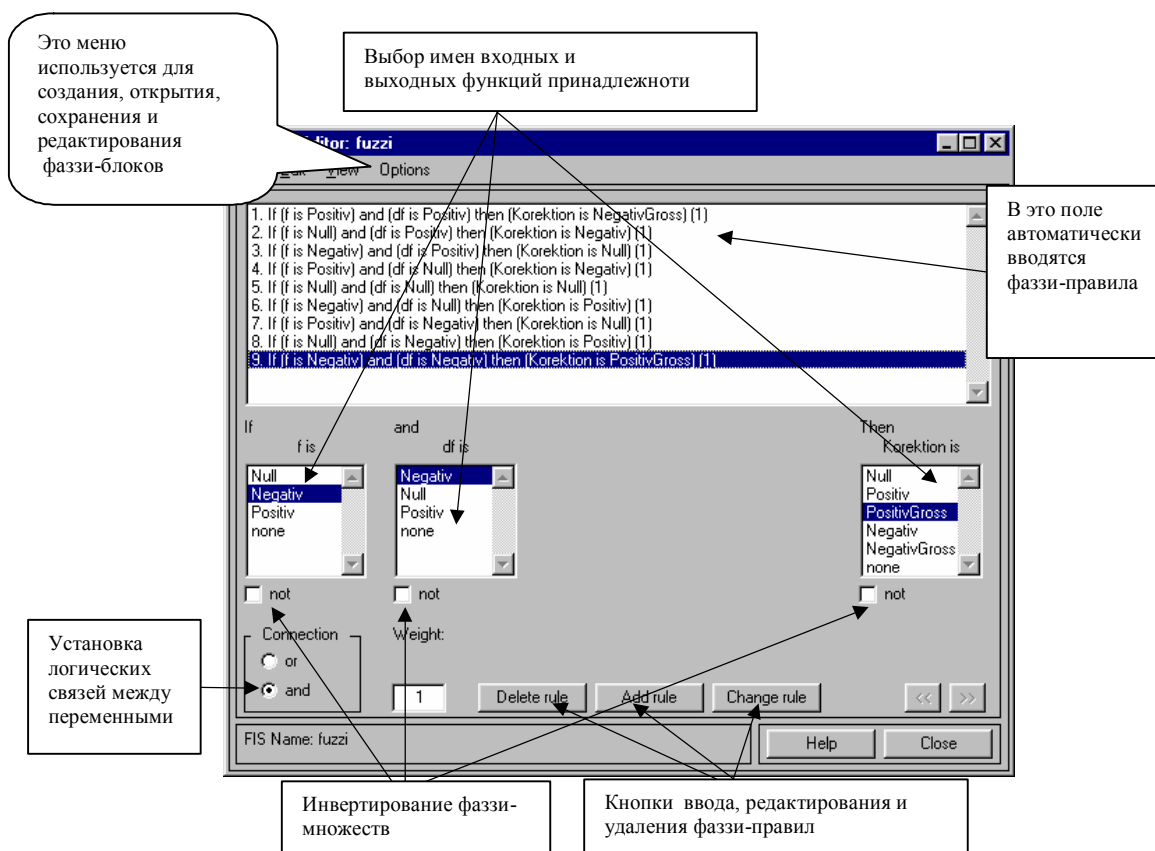 Это меню
используется для
создания, открытия,
сохранения и
редактирования
фаззи-блоков
Выбор имен входных и
выходных функций принадлежноти
ditor: fuzzi
View Options
1. If (f is Positiv) and (df is Positiv) then (Korektion is NegativGross) (1)
2. If (f is Null) and (df is Positiv) then (Korektion is Negativ) (1)
3. If (f is Negativ) and (df is Positiv) then (Korektion is Null) (1)
4. If (f is Positiv) and (df is Null) then (Korektion is Negativ) (1)
5. If (f is Null) and (df is Null) then (Korektion is Null) (1)
6. If (f is Negativ) and (df is Null) then (Korektion is Positiv) (1)
7. If (f is Positiv) and (df is Negativ) then (Korektion is Null) (1)
8. If (f is Null) and (df is Negativ) then (Korektion is Positiv) (1)
9. If (f is Negativ) and (df is Negativ) then (Korektion is PositivGross) (1)
В это поле
автоматически
вводятся
фаззи-правила
If
f is
Null
Negativ
Positiv
none
not
and
df is
Negativ
Null
Positiv
none
not
Then
Korektion is
Null
Positiv
PositivGross
Negativ
NegativGross
none
not
Установка
логических
связей между
переменными
Connection
or
and
Weight:
1
Delete rule Add rule Change rule << >>
FIS Name: fuzzi
Help Close
Инвертирование фаззи-
множеств
Кнопки ввода, редактирования и
удаления фаззи-правил